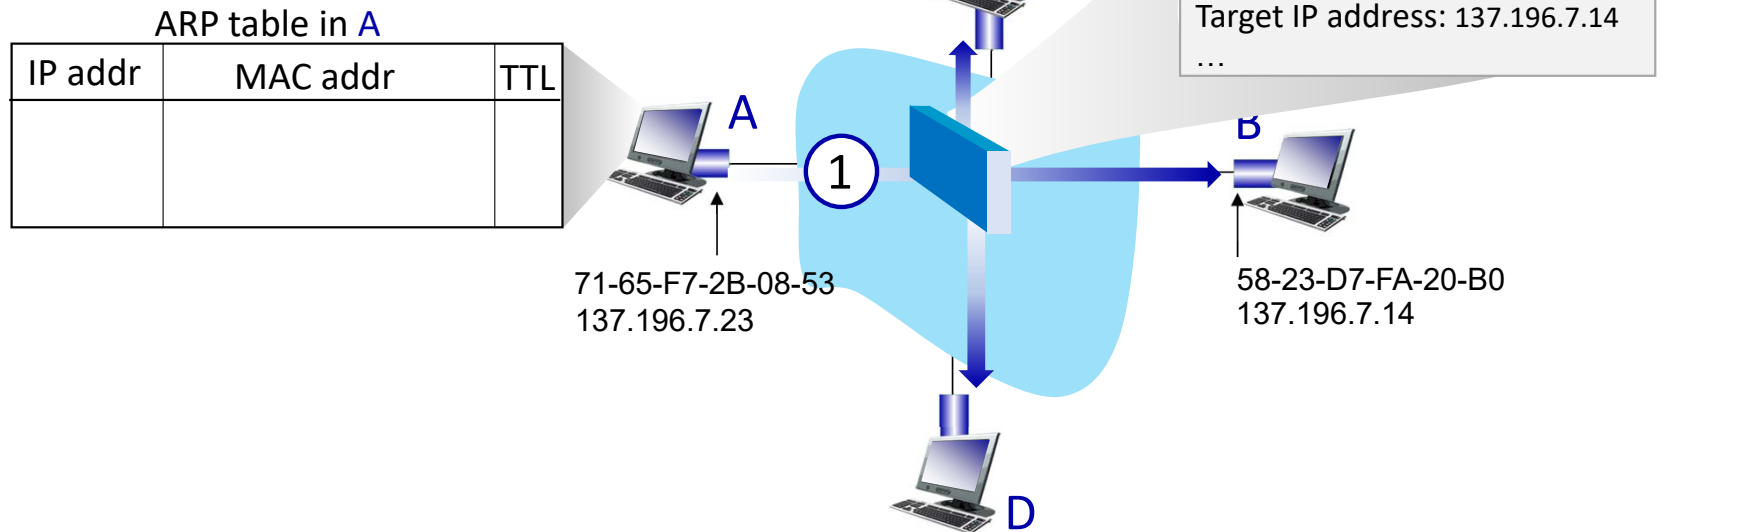 ARP table in A
IP addr MAC addr TTL
Target IP address: 137.196.7.14
...
A
1
B
71-65-F7-2B-08-53
137.196.7.23
58-23-D7-FA-20-B0
137.196.7.14
D